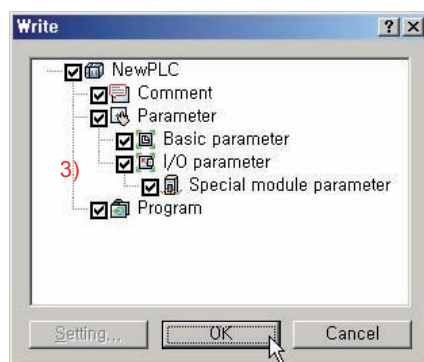 Write
NewPLC
Comment
Parameter
Basic parameter
I/O parameter
3)
Special module parameter
Program
Setting...
OK
Cancel